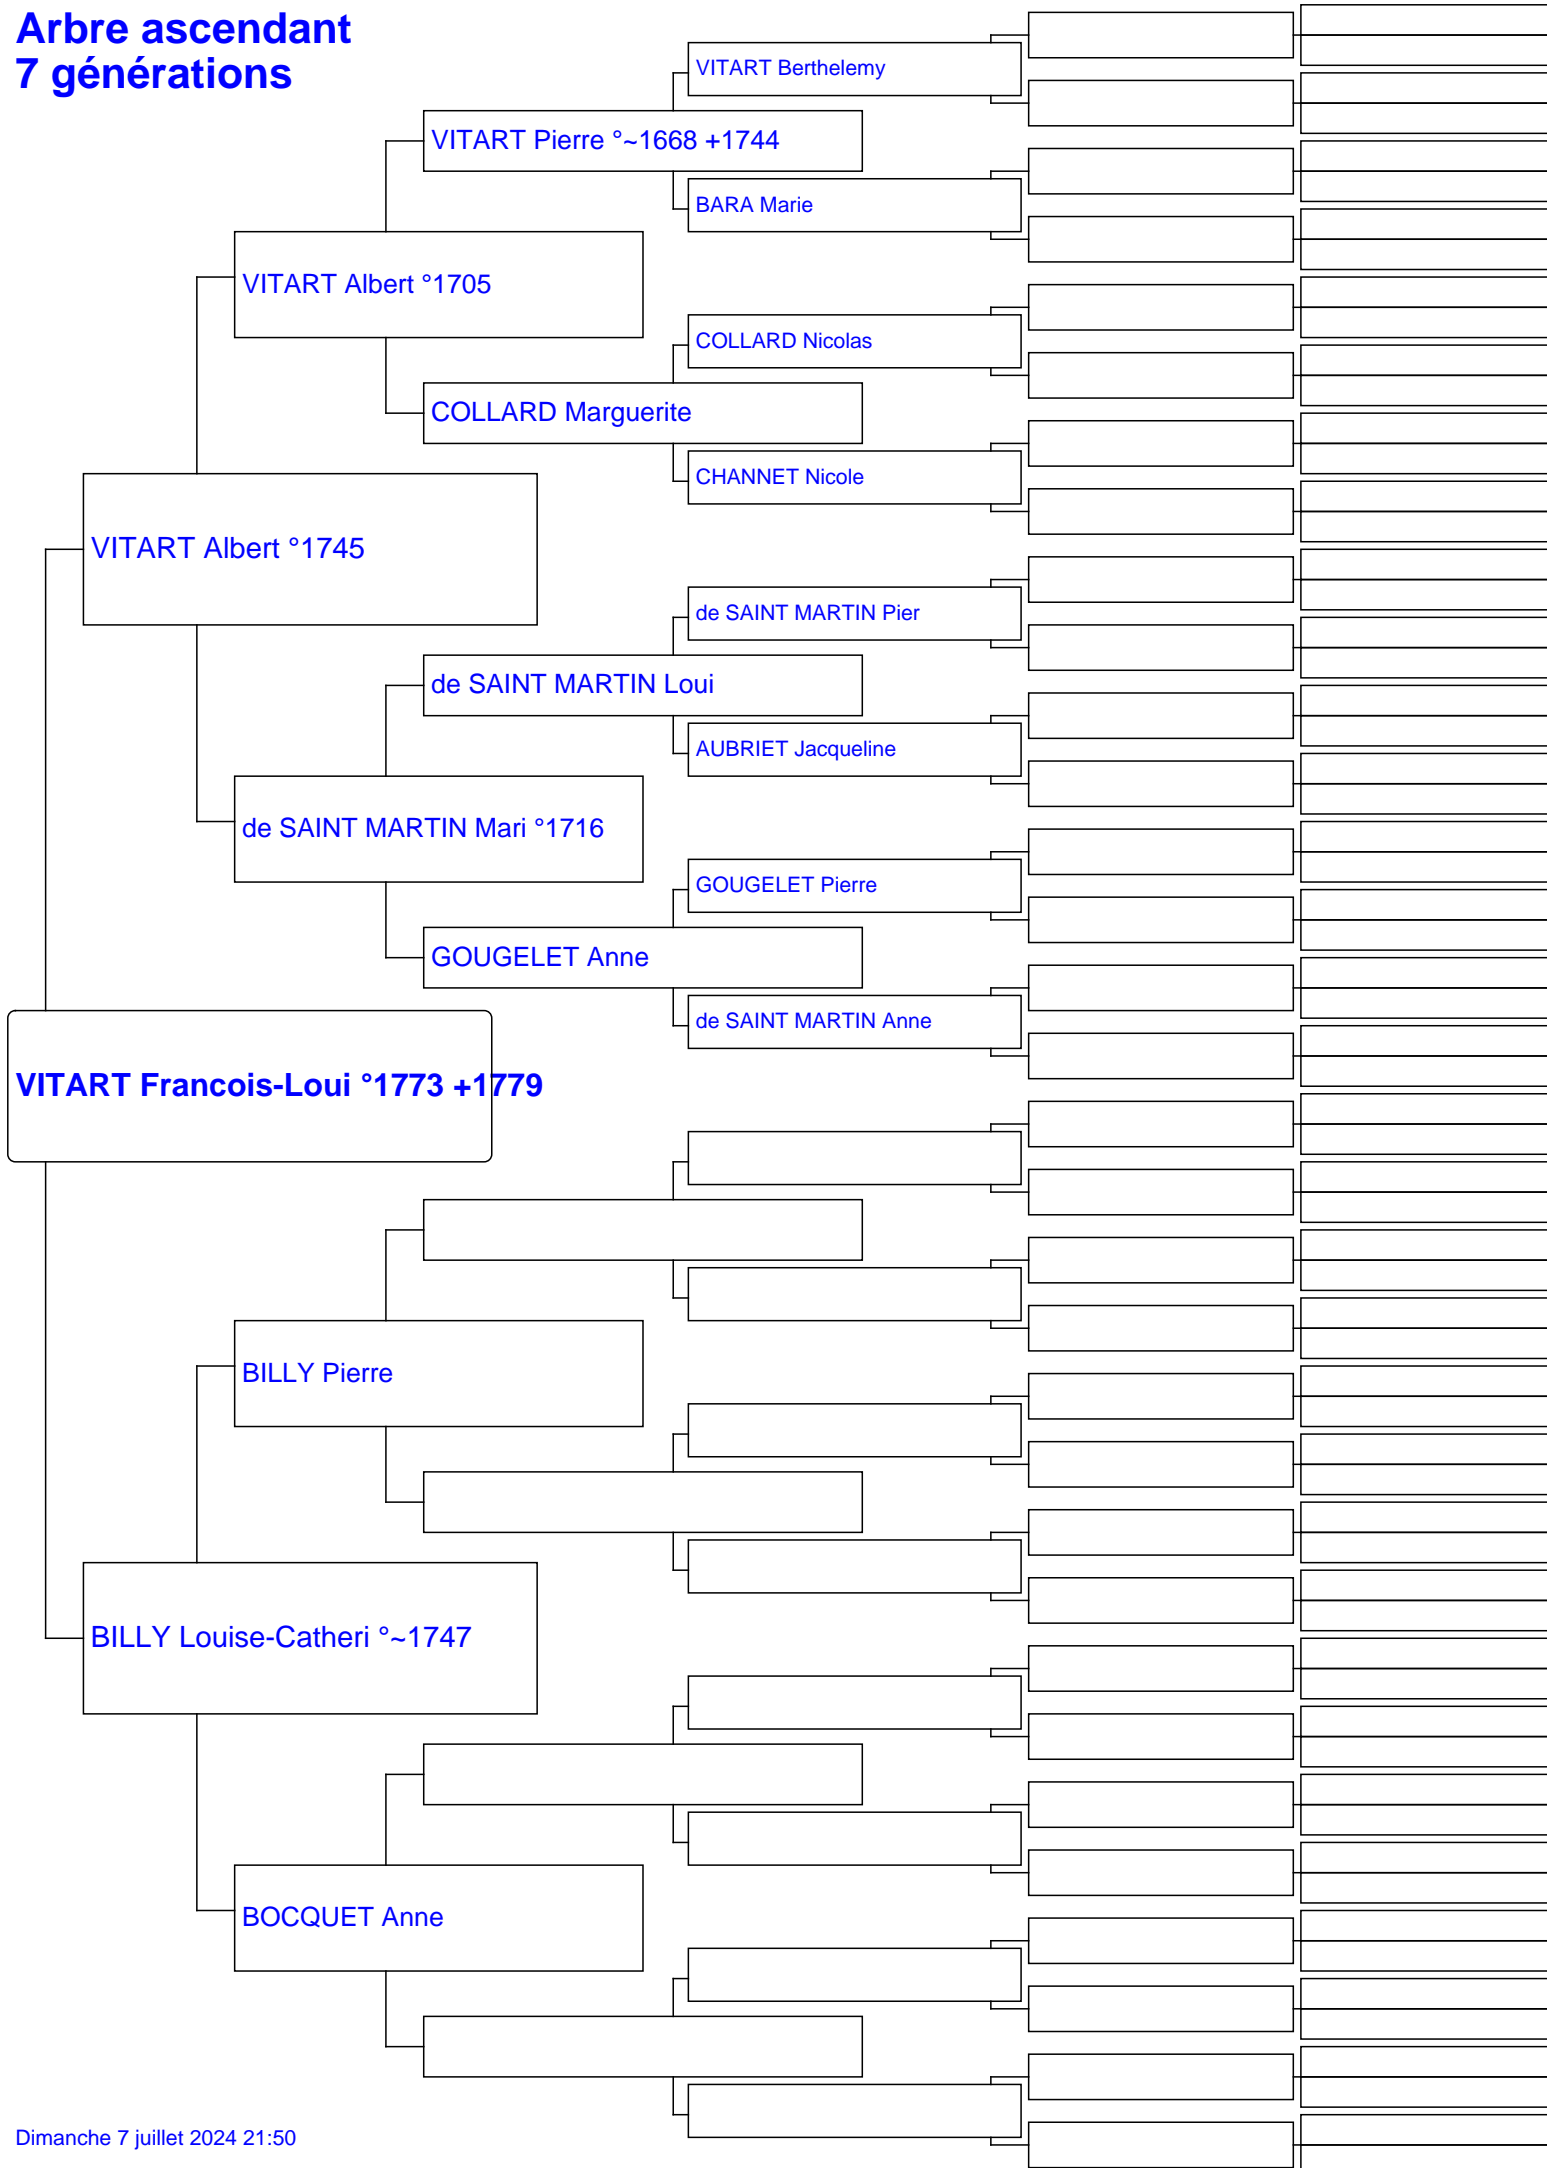 Arbre ascendant
7 générations
VITART Berthelemy
VITART Pierre °~1668 +1744
BARA Marie
VITART Albert °1705
COLLARD Nicolas
COLLARD Marguerite
CHANNET Nicole
VITART Albert °1745
de SAINT MARTIN Pier
de SAINT MARTIN Loui
AUBRIET Jacqueline
de SAINT MARTIN Mari °1716
GOUGELET Pierre
GOUGELET Anne
de SAINT MARTIN Anne
VITART Francois-Loui °1773 +1779
BILLY Pierre
BILLY Louise-Catheri °~1747
BOCQUET Anne
Dimanche 7 juillet 2024 21:50